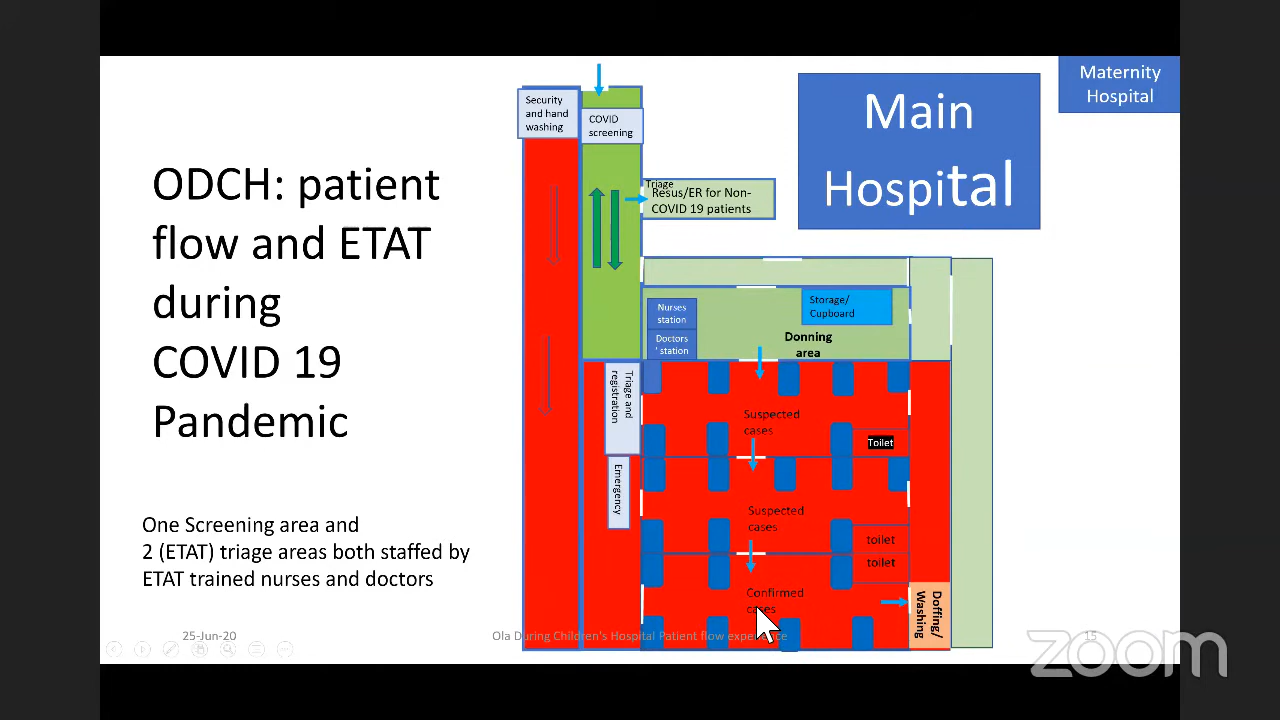 ODCH: patient
flow and ETAT
during
COVID 19
Pandemic
One Screening area and
2 (ETAT) triage areas both staffed by
ETAT trained nurses and doctors
Security
and hand
washing
COVID
screening
Triage
Resus/ER for Non-
COVID 19 patients
Main
Hospital
Maternity
Hospital
Nurses
station
Doctors
' station
Storage/
Cupboard
Donning
area
Triage and
registration
Emergency
Suspected
cases
Toilet
Suspected
cases
toilet
toilet
Confirmed
cases
Doffing/
Washing
25-Jun-20
Ola During Children's Hospital Patient flow experience
15
zoom